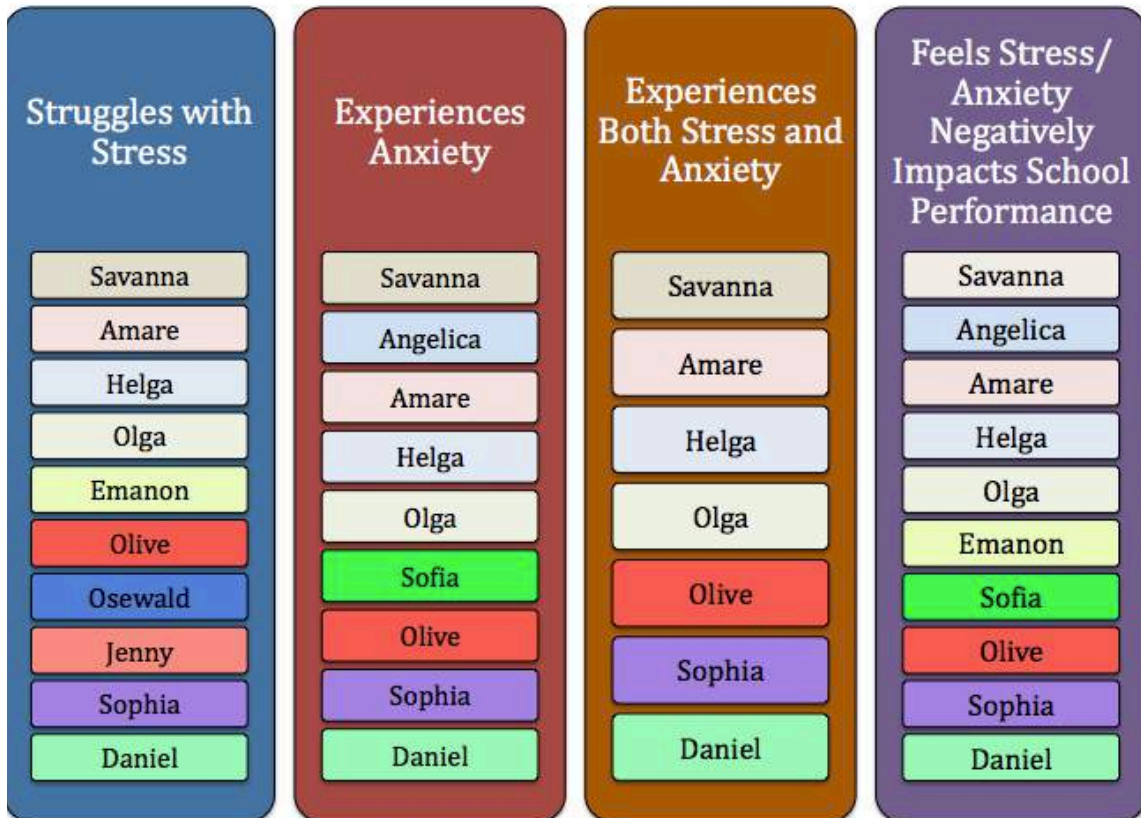 Struggles with
Stress
Savanna
Amare
Helga
Olga
Emanon
Olive
Osewald
Jenny
Sophia
Daniel
Experiences
Anxiety
Savanna
Angelica
Amare
Helga
Olga
Sofia
Olive
Sophia
Daniel
Experiences
Both Stress and
Anxiety
Savanna
Amare
Helga
Olga
Olive
Sophia
Daniel
Feels Stress/
Anxiety
Negatively
Impacts School
Performance
Savanna
Angelica
Amare
Helga
Olga
Emanon
Sofia
Olive
Sophia
Daniel